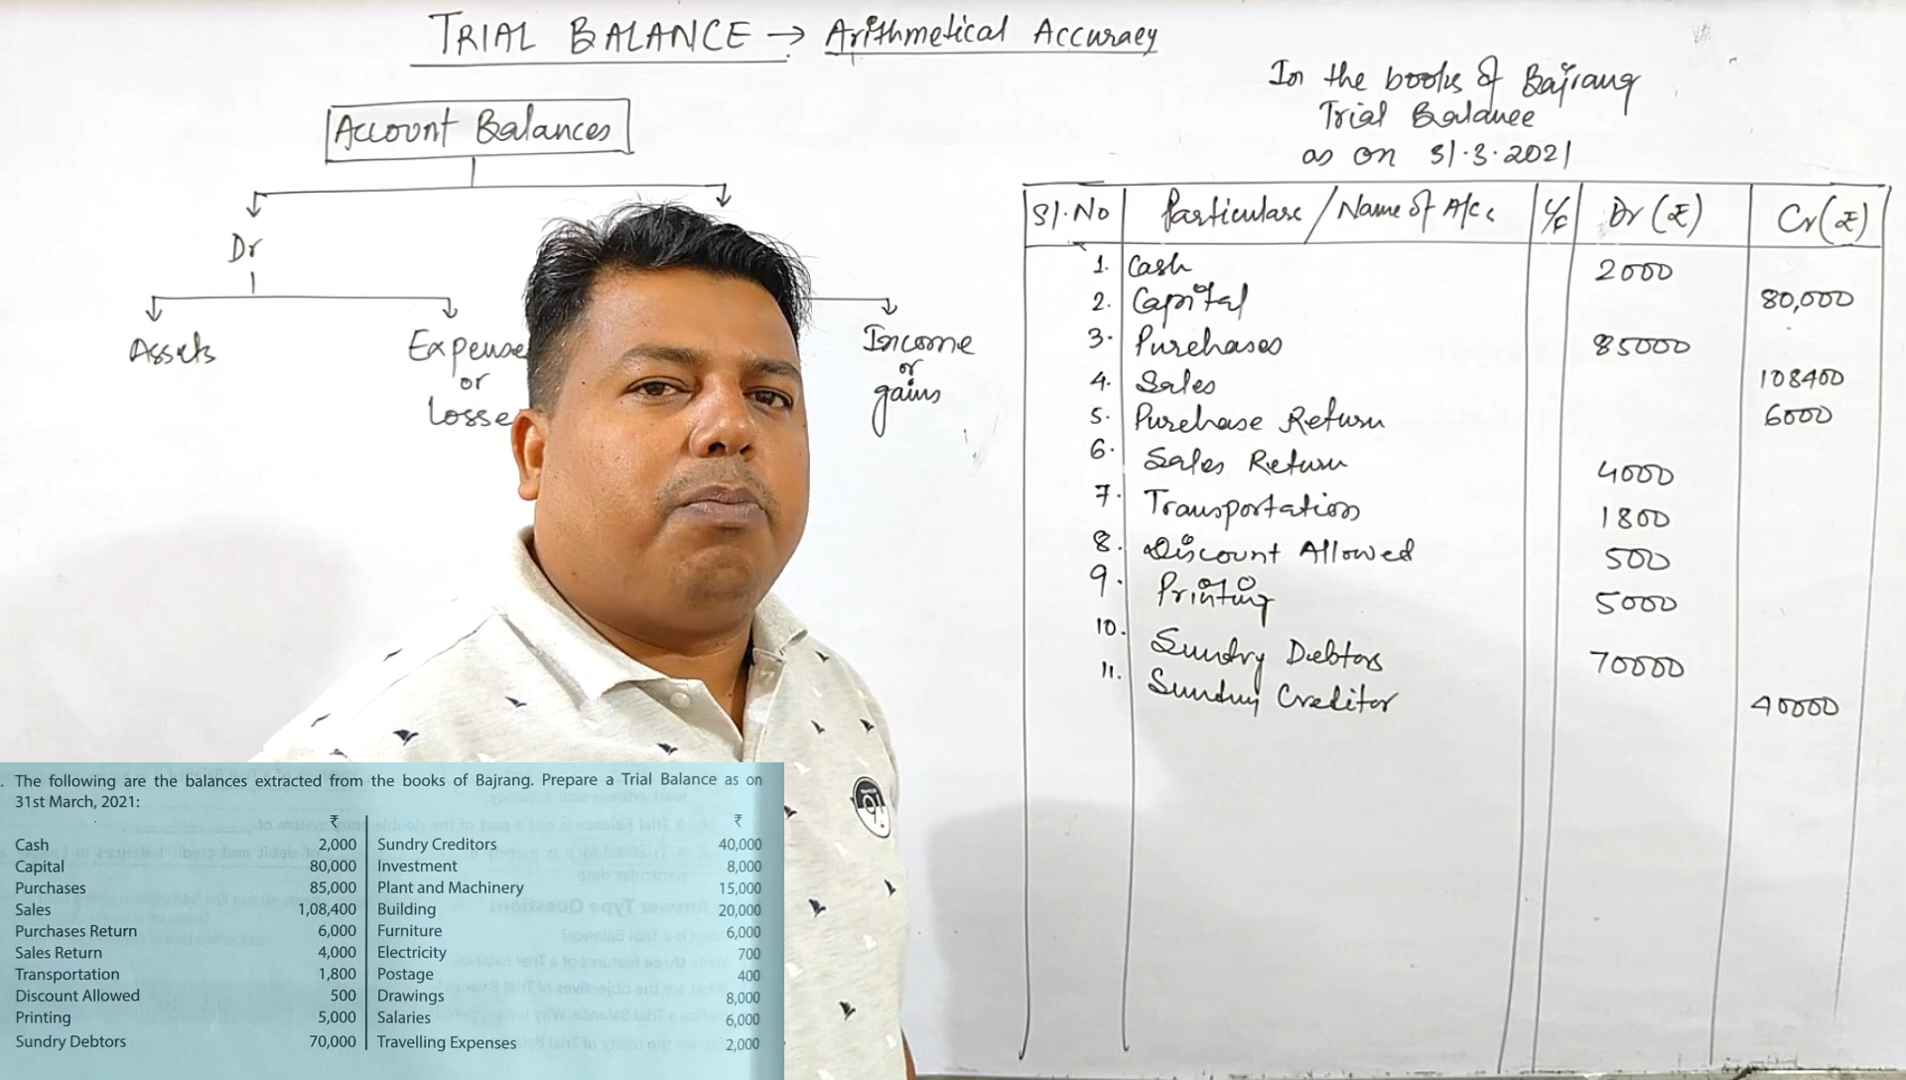 TRIAL BALANCE → Arithmetical Accuracy
Account Balances
Dr
Assets
Expense
or
Losse
Income
or
gains
In the books of Bajrang
Trial Balance
as on 31.3.2021
Sl.No Particulars / Name of A/Cs L/F Dr (₹) Cr (₹)
1. Cash 2000
2. Capital 80,000
3. Purchases 85000
4. Sales 108400
5. Purchase Return 6000
6. Sales Return 4000
7. Transportation 1800
8. Discount Allowed 500
9. Printing 5000
10. Sundry Debtors 70000
11. Sundry Creditor 40000
. The following are the balances extracted from the books of Bajrang. Prepare a Trial Balance as on
31st March, 2021:
₹ ₹
Cash 2,000 Sundry Creditors 40,000
Capital 80,000 Investment 8,000
Purchases 85,000 Plant and Machinery 15,000
Sales 1,08,400 Building 20,000
Purchases Return 6,000 Furniture 6,000
Sales Return 4,000 Electricity 700
Transportation 1,800 Postage 400
Discount Allowed 500 Drawings 8,000
Printing 5,000 Salaries 6,000
Sundry Debtors 70,000 Travelling Expenses 2,000